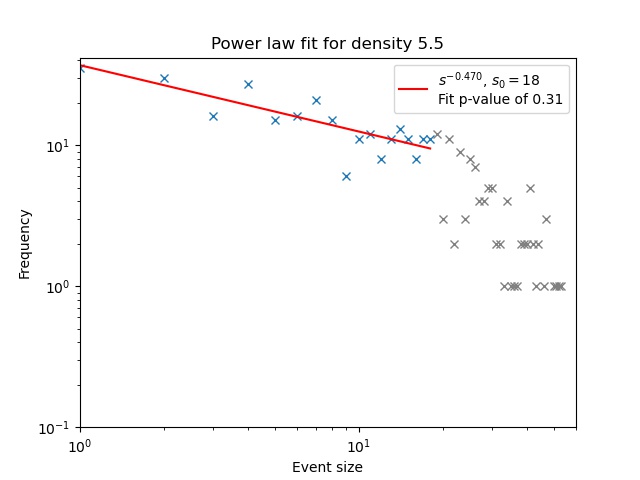 Power law fit for density 5.5
s^{-0.470}, s_0 = 18
Fit p-value of 0.31
Frequency
10^1
10^0
10^{-1}
10^0
10^1
Event size